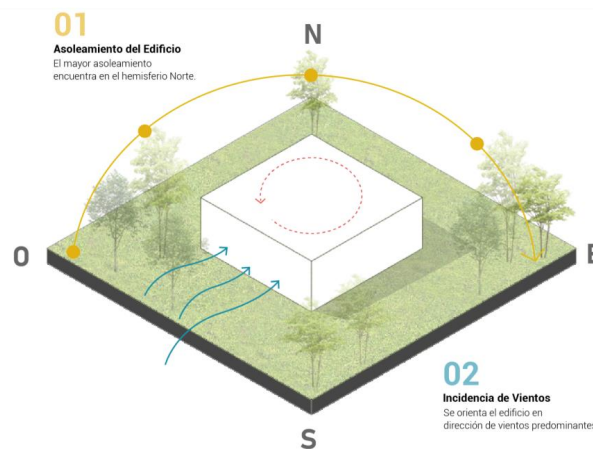 01
Asoleamiento del Edificio
El mayor asoleamiento
encuentra en el hemisferio Norte.
N
O
E
S
02
Incidencia de Vientos
Se orienta el edificio en
dirección de vientos predominantes